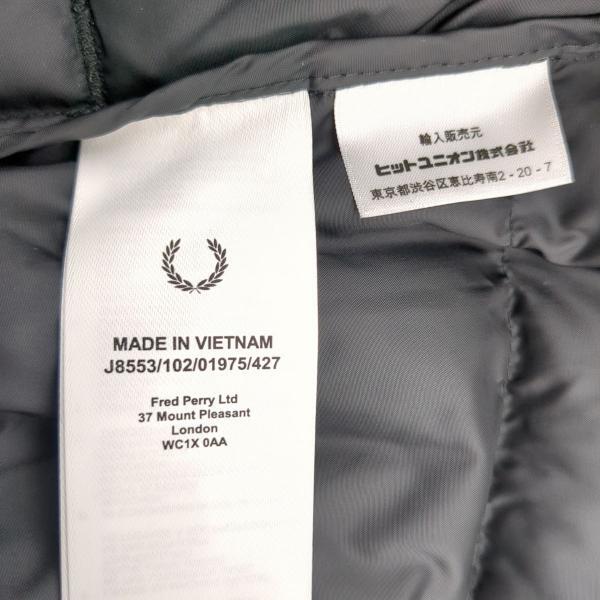 輸入販売元
ヒットユニオン株式会社
東京都渋谷区恵比寿南2-20-7
MADE IN VIETNAM
J8553/102/01975/427
Fred Perry Ltd
37 Mount Pleasant
London
WC1X 0AA